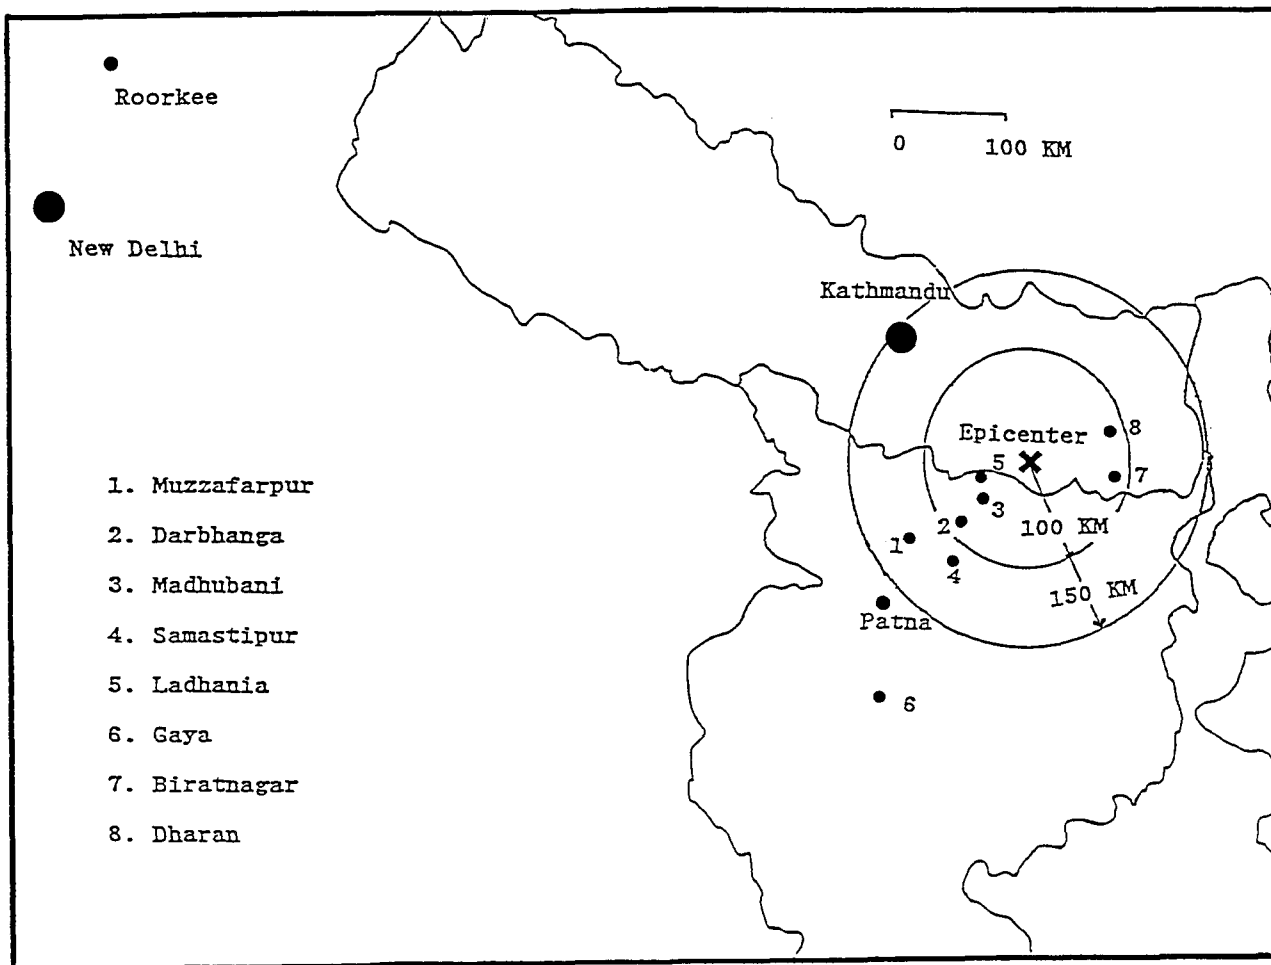 Roorkee
0 100 KM
New Delhi
Kathmandu
Epicenter
8
5
7
3
100 KM
2
1
4
150 KM
Patna
6
1. Muzzafarpur
2. Darbhanga
3. Madhubani
4. Samastipur
5. Ladhania
6. Gaya
7. Biratnagar
8. Dharan